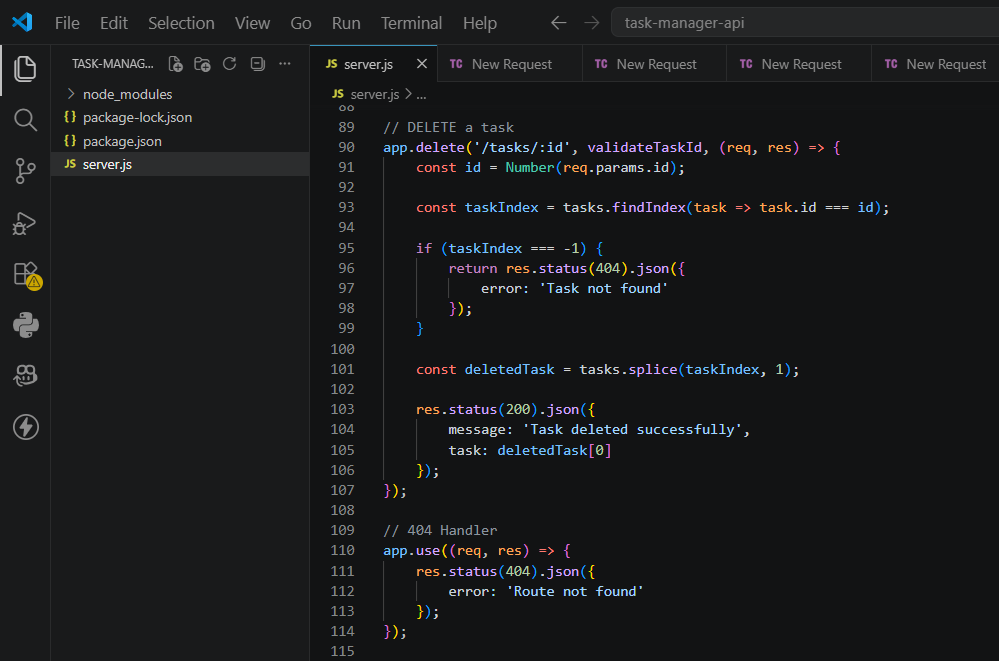 File Edit Selection View Go Run Terminal Help
task-manager-api
TASK-MANAG...
JS server.js
TC New Request
TC New Request
TC New Request
TC New Request
node_modules
{} package-lock.json
{} package.json
JS server.js
JS server.js > ...
88
89 // DELETE a task
90 app.delete('/tasks/:id', validateTaskId, (req, res) => {
91 const id = Number(req.params.id);
92
93 const taskIndex = tasks.findIndex(task => task.id === id);
94
95 if (taskIndex === -1) {
96 return res.status(404).json({
97 error: 'Task not found'
98 });
99 }
100
101 const deletedTask = tasks.splice(taskIndex, 1);
102
103 res.status(200).json({
104 message: 'Task deleted successfully',
105 task: deletedTask[0]
106 });
107 });
108
109 // 404 Handler
110 app.use((req, res) => {
111 res.status(404).json({
112 error: 'Route not found'
113 });
114 });
115